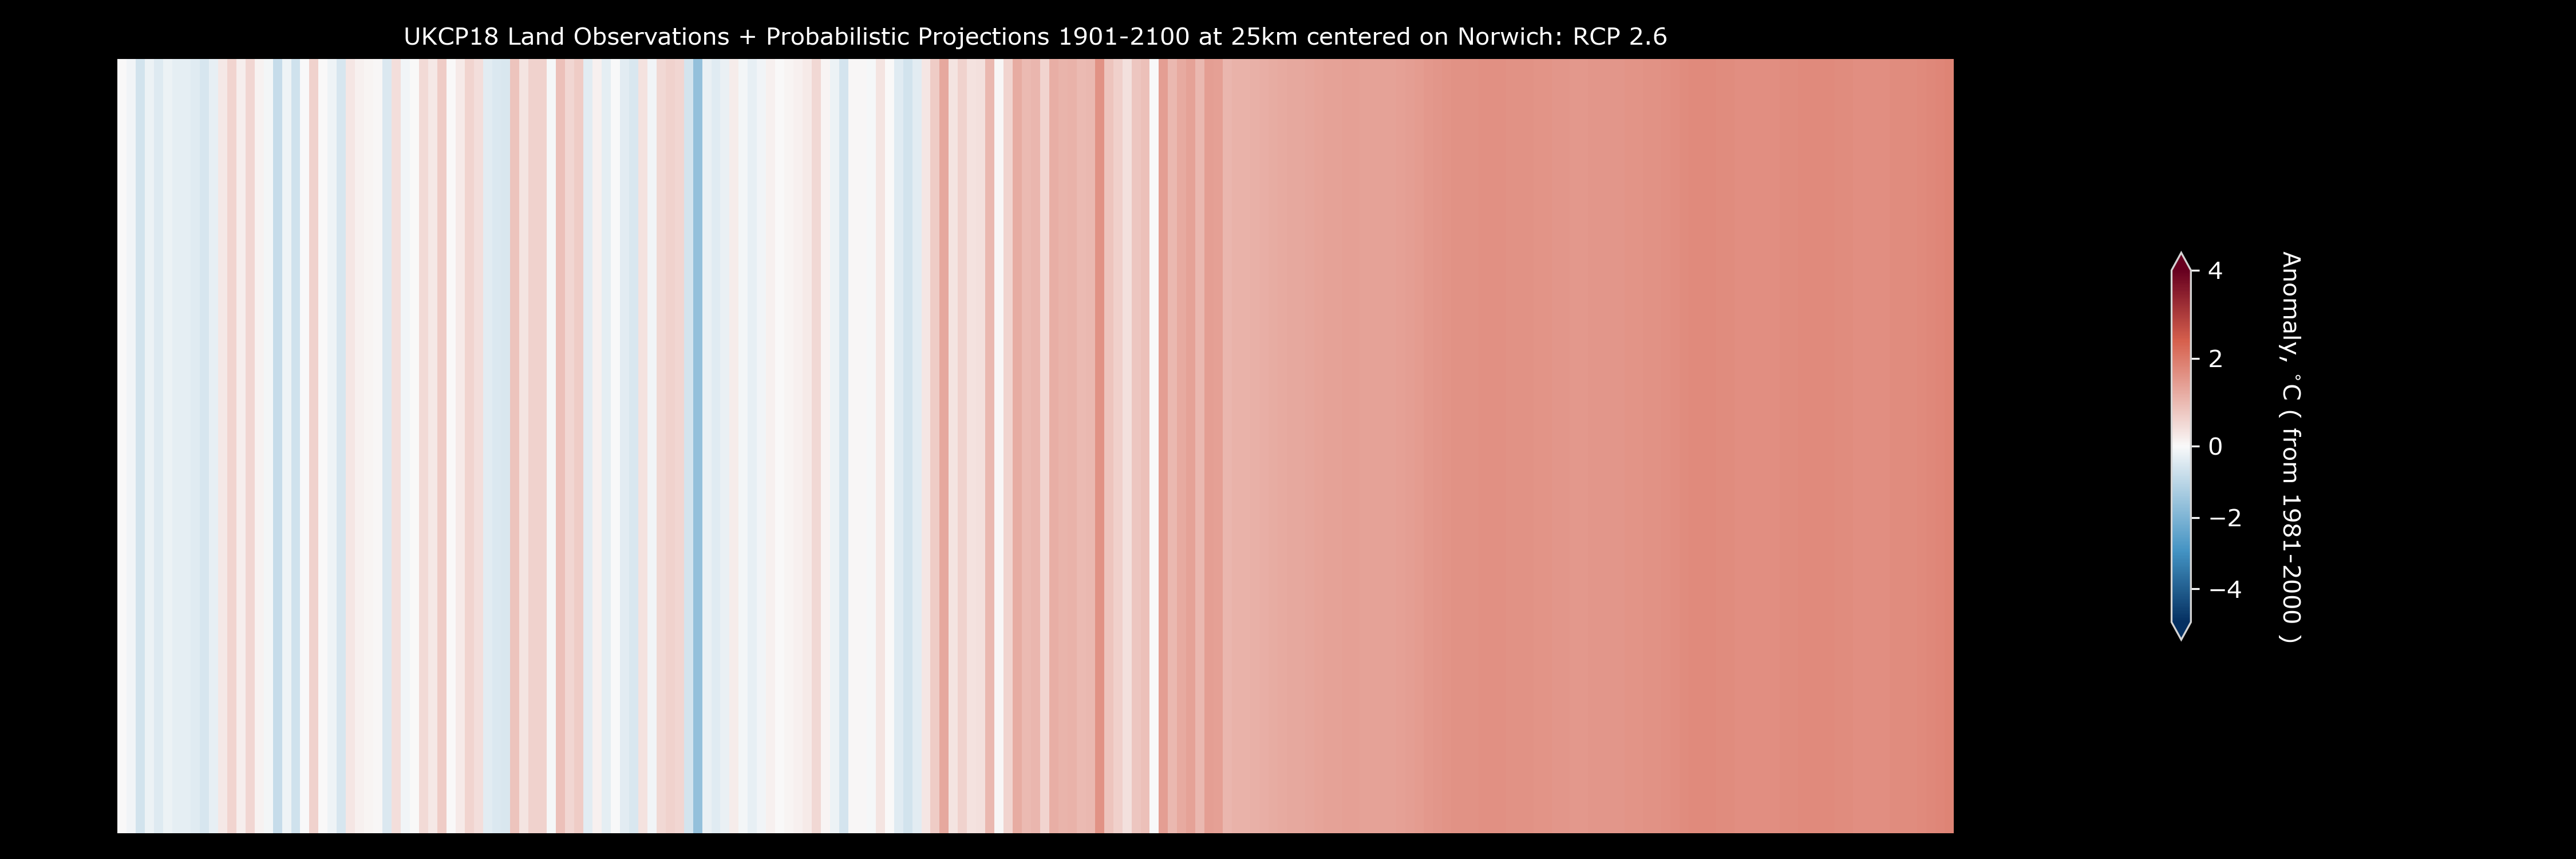 UKCP18 Land Observations + Probabilistic Projections 1901-2100 at 25km centered on Norwich: RCP 2.6
4
2
0
−2
−4
Anomaly, °C ( from 1981-2000 )